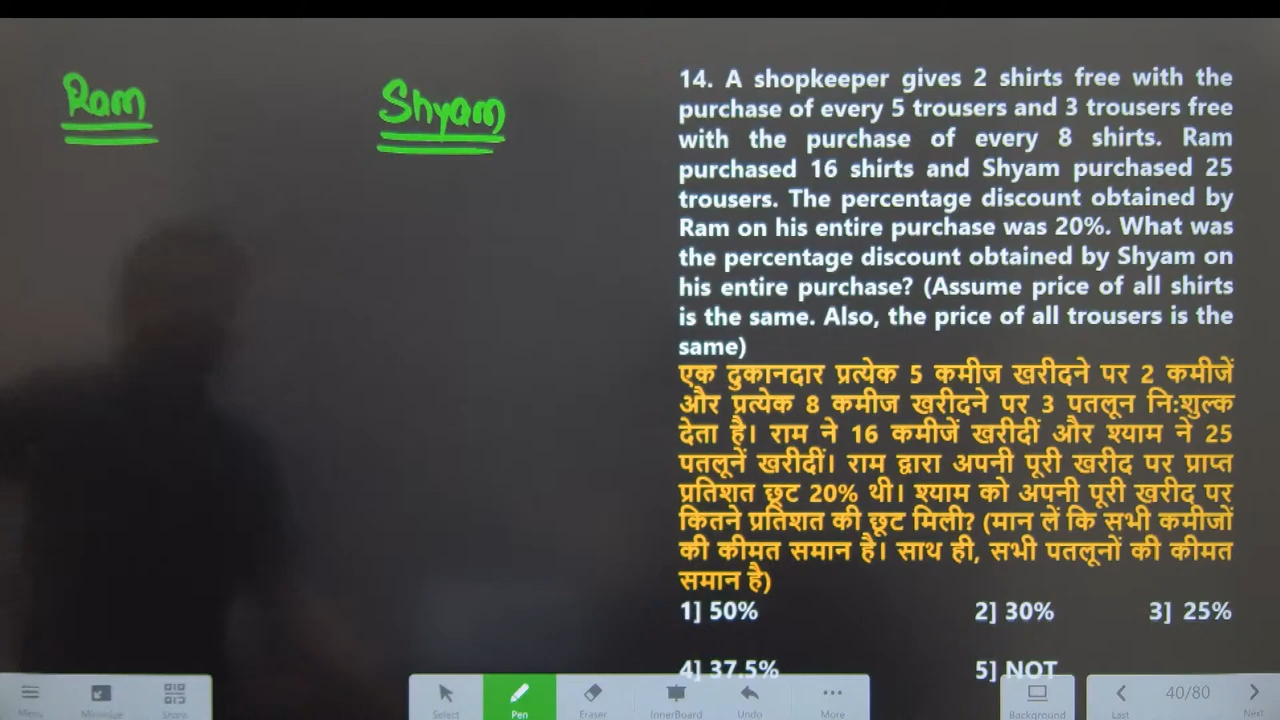 Ram
Shyam
14. A shopkeeper gives 2 shirts free with the
purchase of every 5 trousers and 3 trousers free
with the purchase of every 8 shirts. Ram
purchased 16 shirts and Shyam purchased 25
trousers. The percentage discount obtained by
Ram on his entire purchase was 20%. What was
the percentage discount obtained by Shyam on
his entire purchase? (Assume price of all shirts
is the same. Also, the price of all trousers is the
same)
एक दुकानदार प्रत्येक 5 कमीज खरीदने पर 2 कमीजें
और प्रत्येक 8 कमीज खरीदने पर 3 पतलून नि:शुल्क
देता है। राम ने 16 कमीजें खरीदीं और श्याम ने 25
पतलूनें खरीदीं। राम द्वारा अपनी पूरी खरीद पर प्राप्त
प्रतिशत छूट 20% थी। श्याम को अपनी पूरी खरीद पर
कितने प्रतिशत की छूट मिली? (मान लें कि सभी कमीजों
की कीमत समान है। साथ ही, सभी पतलूनों की कीमत
समान है)
1] 50% 2] 30% 3] 25%
4] 37.5% 5] NOT
Menu Minimize Share Select Pen Eraser InnerBoard Undo More Background Last 40/80 Next